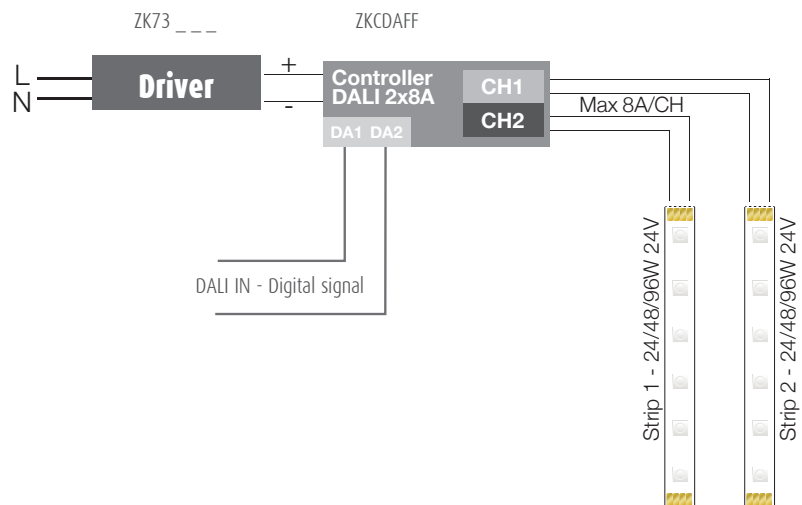 ZK73 _ _ _
ZKCDAFF
L
N
Driver
+
-
Controller
DALI 2x8A
CH1
CH2
DA1 DA2
Max 8A/CH
DALI IN - Digital signal
Strip 1 - 24/48/96W 24V
Strip 2 - 24/48/96W 24V